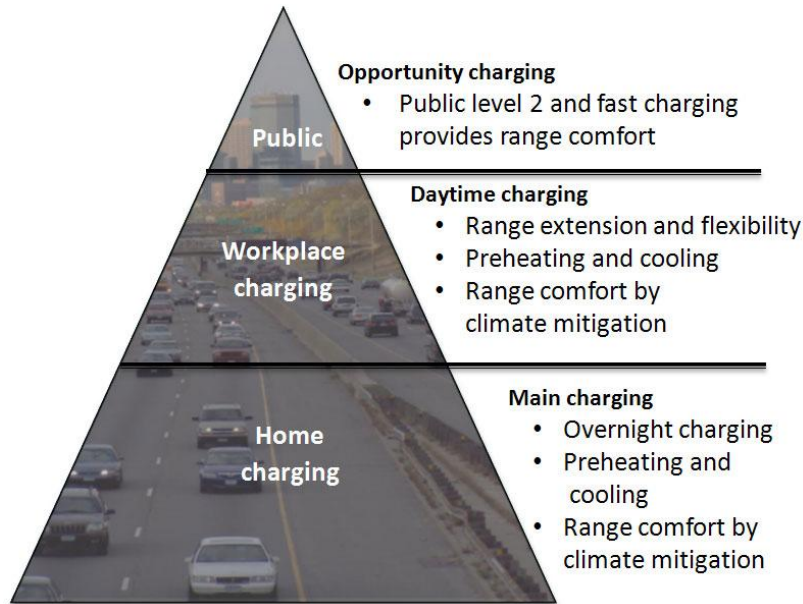 Opportunity charging
• Public level 2 and fast charging
provides range comfort
Public
Daytime charging
• Range extension and flexibility
• Preheating and cooling
• Range comfort by
climate mitigation
Workplace
charging
Main charging
• Overnight charging
• Preheating and
cooling
• Range comfort by
climate mitigation
Home
charging